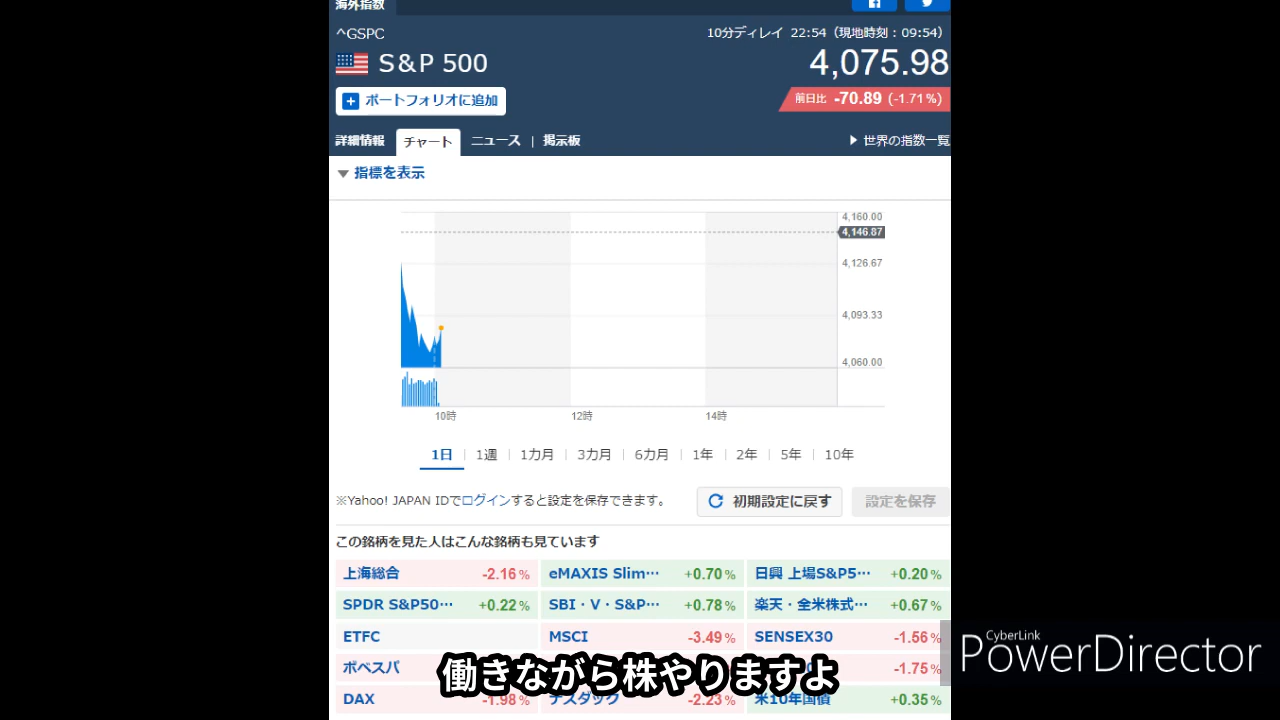 海外指数
^GSPC
10分ディレイ 22:54（現地時刻：09:54）
S&P 500
4,075.98
ポートフォリオに追加
前日比 -70.89 (-1.71%)
詳細情報 チャート ニュース | 掲示板
世界の指数一覧
指標を表示
4,160.00
4,146.87
4,126.67
4,093.33
4,060.00
10時 12時 14時
1日 | 1週 | 1カ月 | 3カ月 | 6カ月 | 1年 | 2年 | 5年 | 10年
※Yahoo! JAPAN IDでログインすると設定を保存できます。
初期設定に戻す
設定を保存
この銘柄を見た人はこんな銘柄も見ています
上海総合 -2.16% eMAXIS Slim… +0.70% 日興 上場S&P5… +0.20%
SPDR S&P50… +0.22% SBI・V・S&P… +0.78% 楽天・全米株式… +0.67%
ETFC MSCI -3.49% SENSEX30 -1.56%
ボベスパ -1.75%
働きながら株やりますよ
DAX -1.98% ナスダック -2.23% 米10年国債 +0.35%
CyberLink
PowerDirector